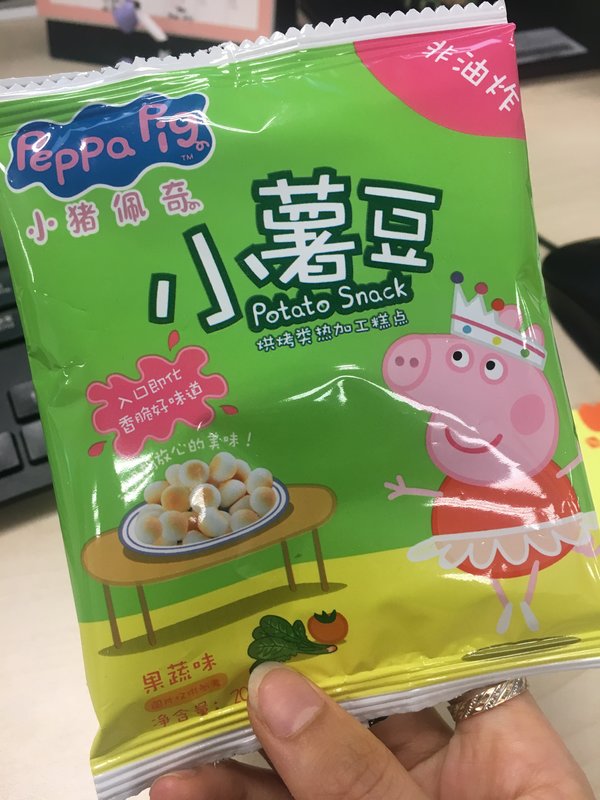 非油炸
Peppa Pig
TM
小猪佩奇
小薯豆
Potato Snack
烘烤类热加工糕点
入口即化
香脆好味道
放心的美味！
果蔬味
净含量：20